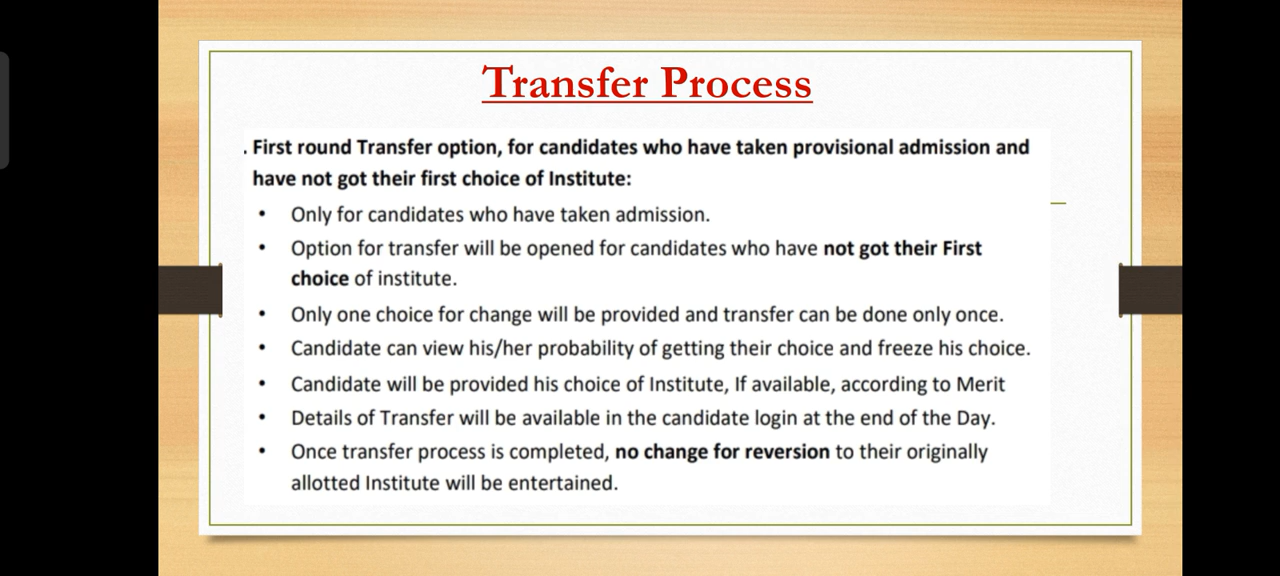 Transfer Process
. First round Transfer option, for candidates who have taken provisional admission and
have not got their first choice of Institute:
• Only for candidates who have taken admission.
• Option for transfer will be opened for candidates who have not got their First
choice of institute.
• Only one choice for change will be provided and transfer can be done only once.
• Candidate can view his/her probability of getting their choice and freeze his choice.
• Candidate will be provided his choice of Institute, If available, according to Merit
• Details of Transfer will be available in the candidate login at the end of the Day.
• Once transfer process is completed, no change for reversion to their originally
allotted Institute will be entertained.